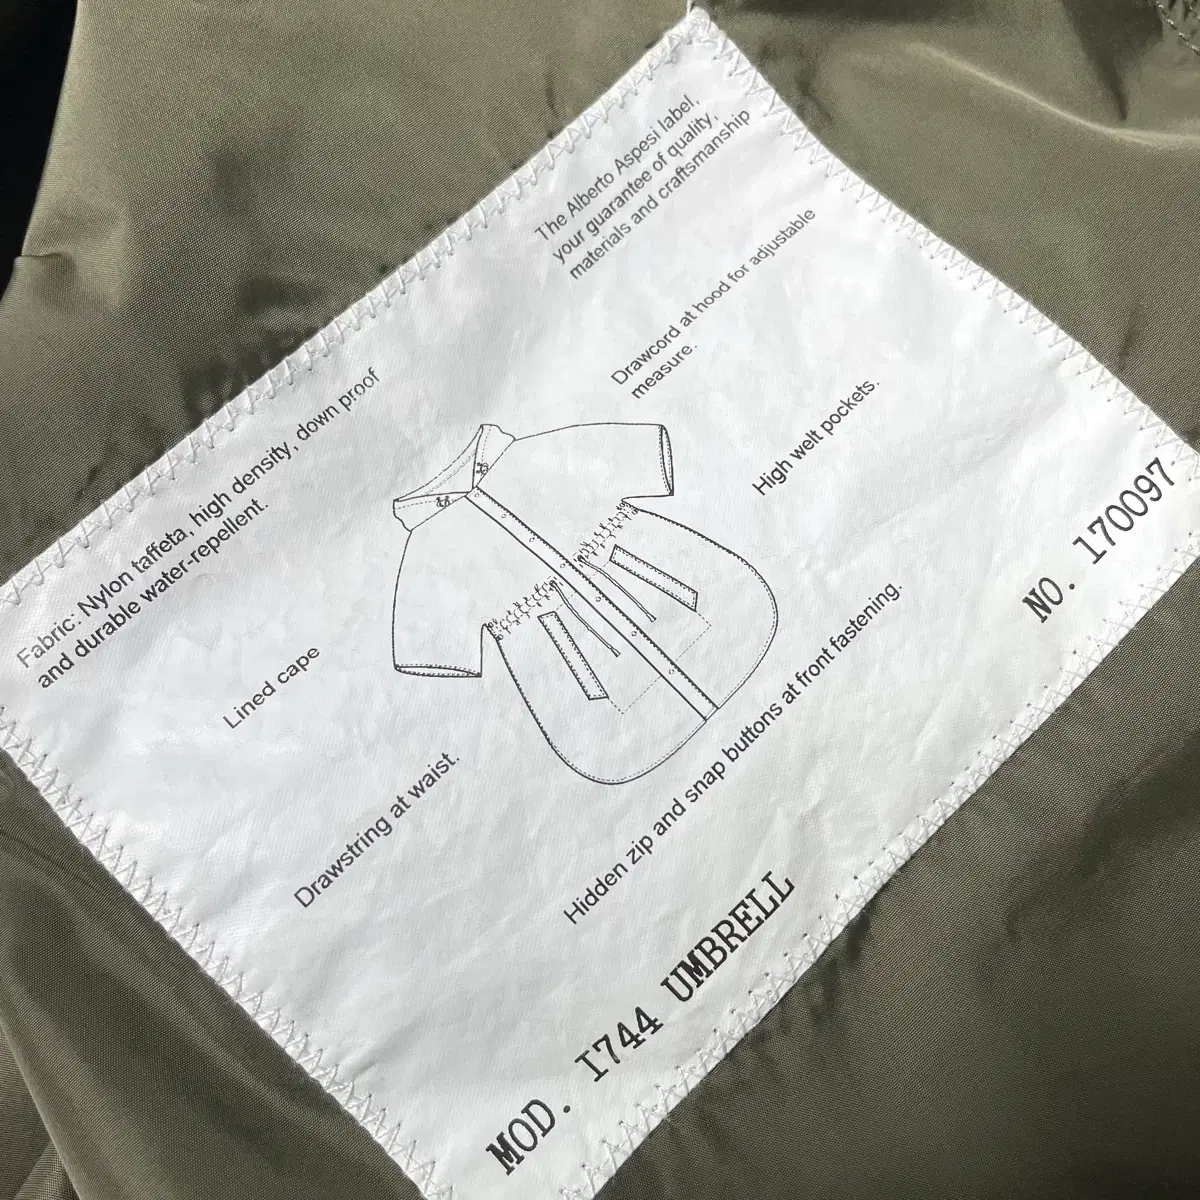 The Alberto Aspesi label,
your guarantee of quality,
materials and craftsmanship
Fabric: Nylon taffeta, high density, down proof
and durable water-repellent.
Drawcord at hood for adjustable
measure.
Lined cape
High welt pockets.
Drawstring at waist.
Hidden zip and snap buttons at front fastening.
MOD. I744 UMBRELL
NO. 170097